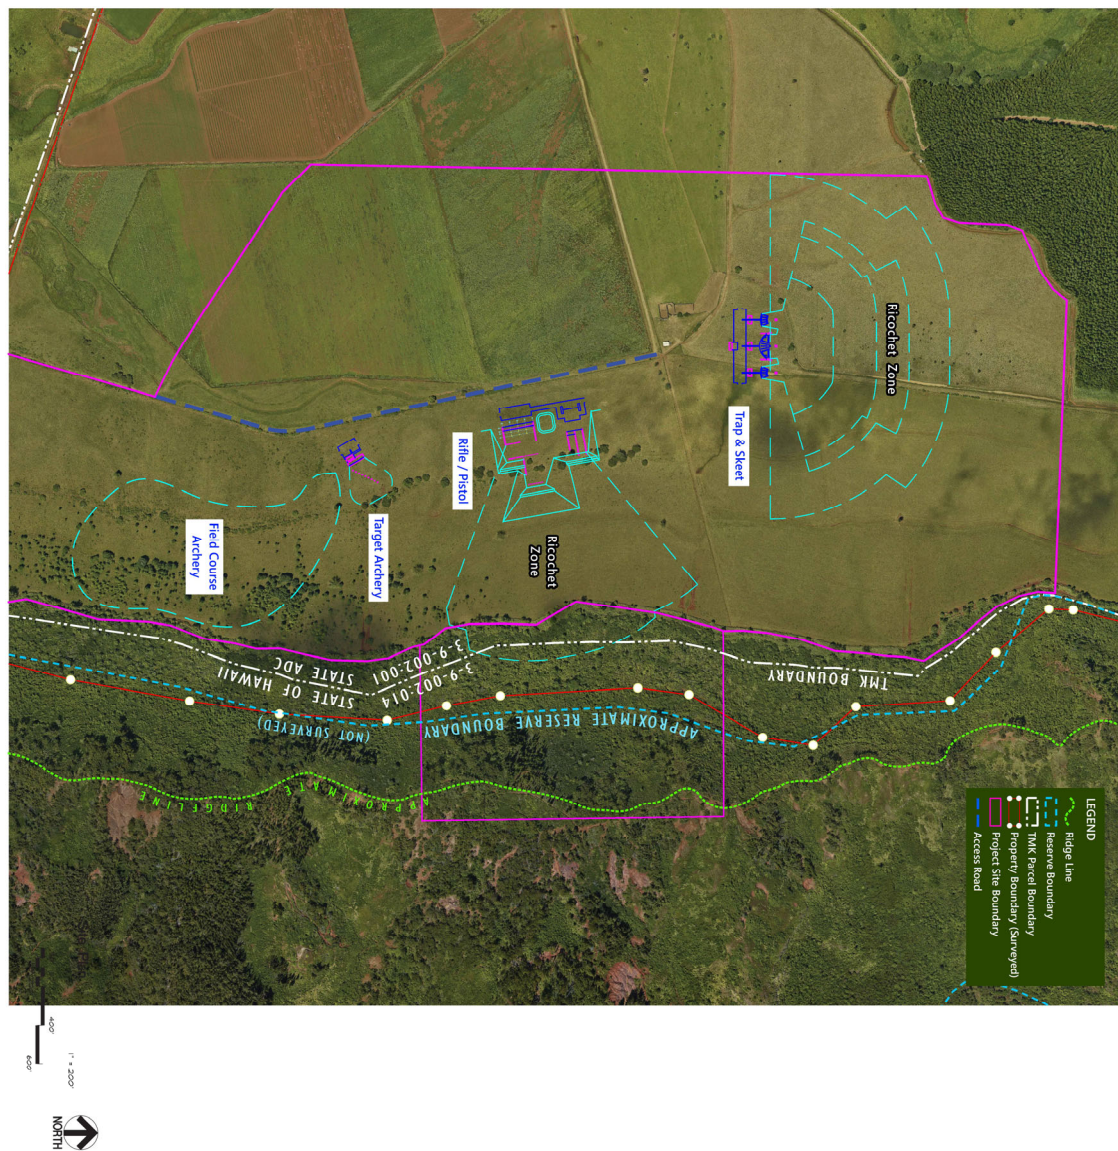 Ricochet Zone
Trap & Skeet
Rifle / Pistol
Ricochet
Zone
Target Archery
Field Course
Archery
TMK BOUNDARY
3-9-002:001
STATE ADC
3-9-002:014
STATE OF HAWAII
APPROXIMATE RESERVE BOUNDARY
(NOT SURVEYED)
APPROXIMATE RIDGELINE
LEGEND
Ridge Line
Reserve Boundary
TMK Parcel Boundary
Property Boundary (Surveyed)
Project Site Boundary
Access Road
400'
600'
1" = 200'
NORTH